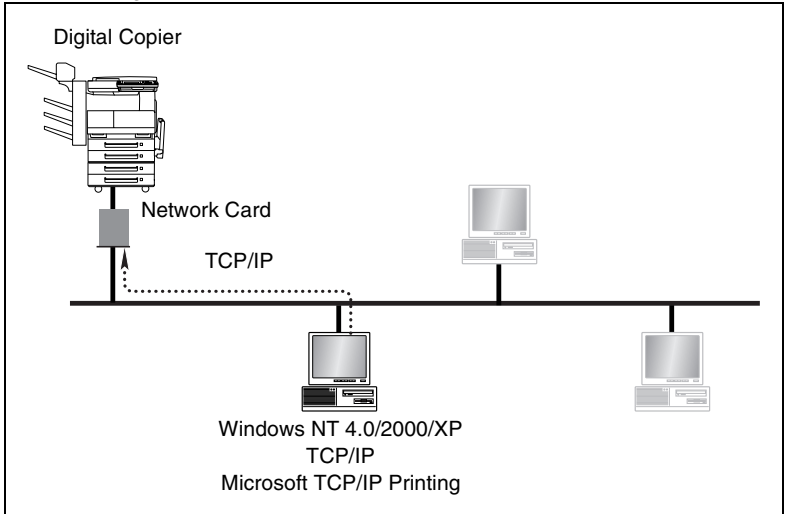 Digital Copier
Network Card
TCP/IP
Windows NT 4.0/2000/XP
TCP/IP
Microsoft TCP/IP Printing